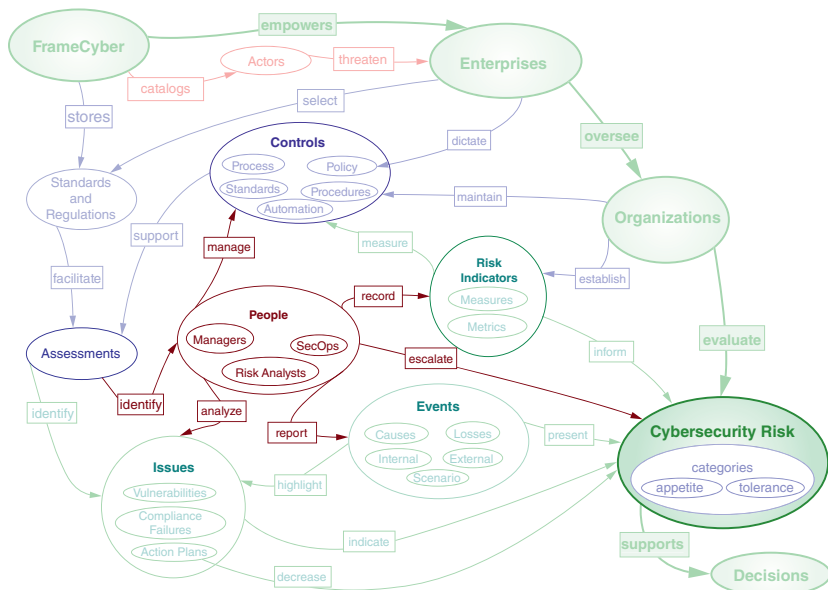 empowers
FrameCyber
Actors
threaten
Enterprises
catalogs
select
stores
oversee
Controls
dictate
Process
Policy
Standards
and
Regulations
Standards
Procedures
maintain
Automation
Organizations
support
manage
measure
Risk
Indicators
facilitate
establish
record
Measures
People
Metrics
Managers
SecOps
evaluate
Assessments
escalate
inform
Risk Analysts
identify
identify
analyze
Events
report
Causes
Losses
present
Cybersecurity Risk
Internal
External
Issues
categories
Scenario
highlight
appetite
tolerance
Vulnerabilities
Compliance
Failures
indicate
supports
Action Plans
decrease
Decisions